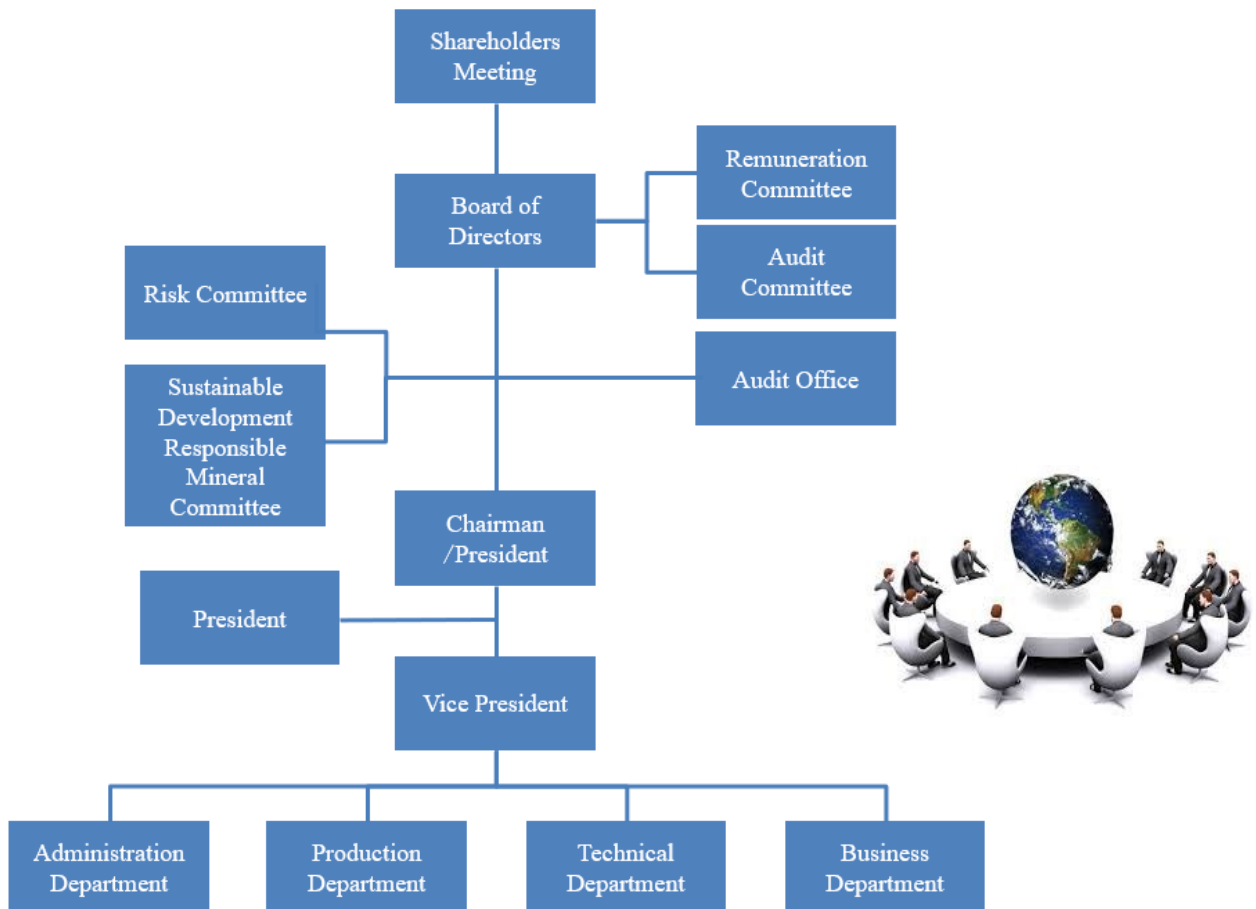 Shareholders
Meeting
Board of
Directors
Remuneration
Committee
Audit
Committee
Risk Committee
Audit Office
Sustainable
Development
Responsible
Mineral
Committee
Chairman
/President
President
Vice President
Administration
Department
Production
Department
Technical
Department
Business
Department